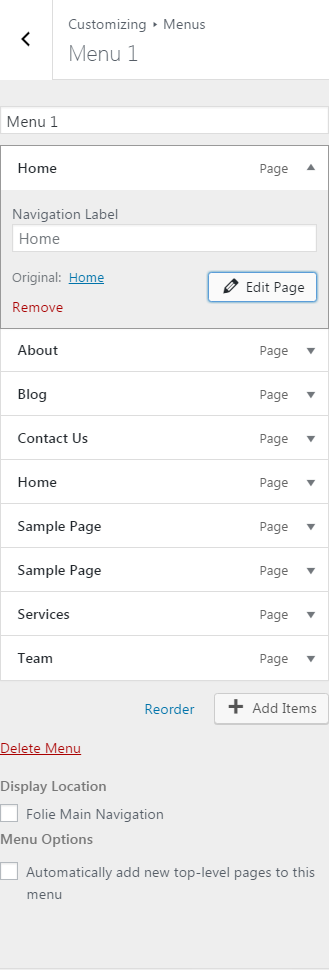 Customizing ▸ Menus
Menu 1
Menu 1
Home Page
Navigation Label
Home
Original: Home
Edit Page
Remove
About Page
Blog Page
Contact Us Page
Home Page
Sample Page Page
Sample Page Page
Services Page
Team Page
Reorder Add Items
Delete Menu
Display Location
Folie Main Navigation
Menu Options
Automatically add new top-level pages to this
menu